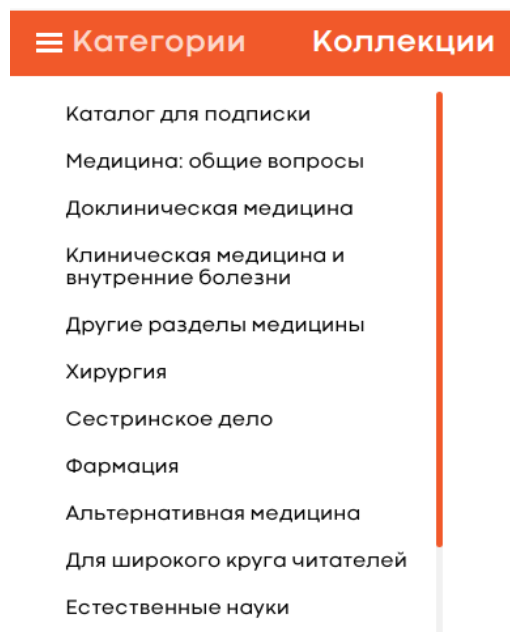 Категории Коллекции
Каталог для подписки
Медицина: общие вопросы
Доклиническая медицина
Клиническая медицина и
внутренние болезни
Другие разделы медицины
Хирургия
Сестринское дело
Фармация
Альтернативная медицина
Для широкого круга читателей
Естественные науки